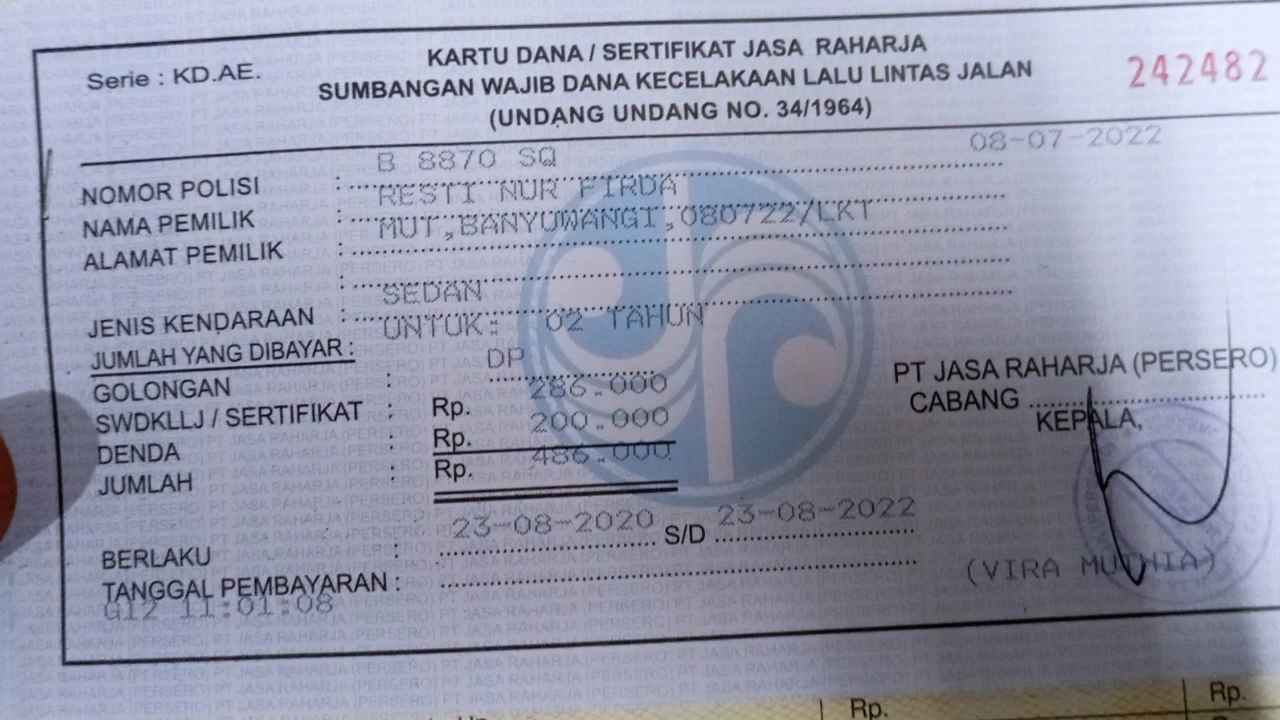 Serie : KD.AE.
KARTU DANA / SERTIFIKAT JASA RAHARJA
SUMBANGAN WAJIB DANA KECELAKAAN LALU LINTAS JALAN
(UNDANG UNDANG NO. 34/1964)
242482
08-07-2022
NOMOR POLISI : B 8870 SQ
NAMA PEMILIK : RESTI NUR FIRDA
ALAMAT PEMILIK : MUT,BANYUWANGI,080722/LKT
:
JENIS KENDARAAN : SEDAN
JUMLAH YANG DIBAYAR : UNTUK: 02 TAHUN
GOLONGAN : DP
SWDKLLJ / SERTIFIKAT : Rp. 286.000
DENDA : Rp. 200.000
JUMLAH : Rp. 486.000
PT JASA RAHARJA (PERSERO)
CABANG
KEPALA,
(VIRA MUTHIA)
BERLAKU : 23-08-2020 S/D 23-08-2022
TANGGAL PEMBAYARAN :
G12 11:01:08
Rp.
Rp.